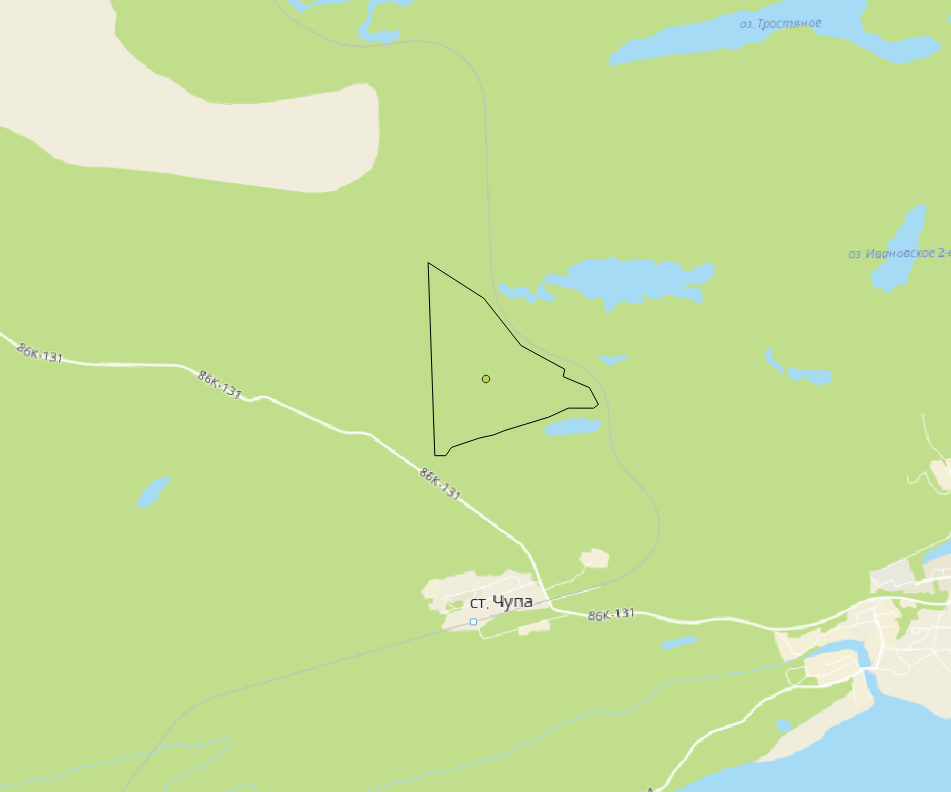 оз. Тростяное
оз. Ивановское 2-е
86К-131
86К-131
86К-131
ст. Чупа
86К-131